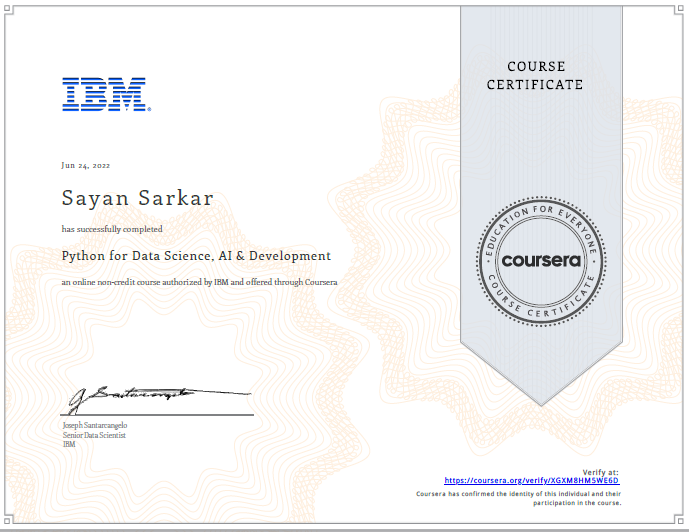 IBM®
COURSE
CERTIFICATE
Jun 24, 2022
Sayan Sarkar
has successfully completed
Python for Data Science, AI & Development
an online non-credit course authorized by IBM and offered through Coursera
EDUCATION FOR EVERYONE
coursera
COURSE CERTIFICATE
Joseph Santarcangelo
Senior Data Scientist
IBM
Verify at:
https://coursera.org/verify/XGXM8HM5WE6D
Coursera has confirmed the identity of this individual and their
participation in the course.